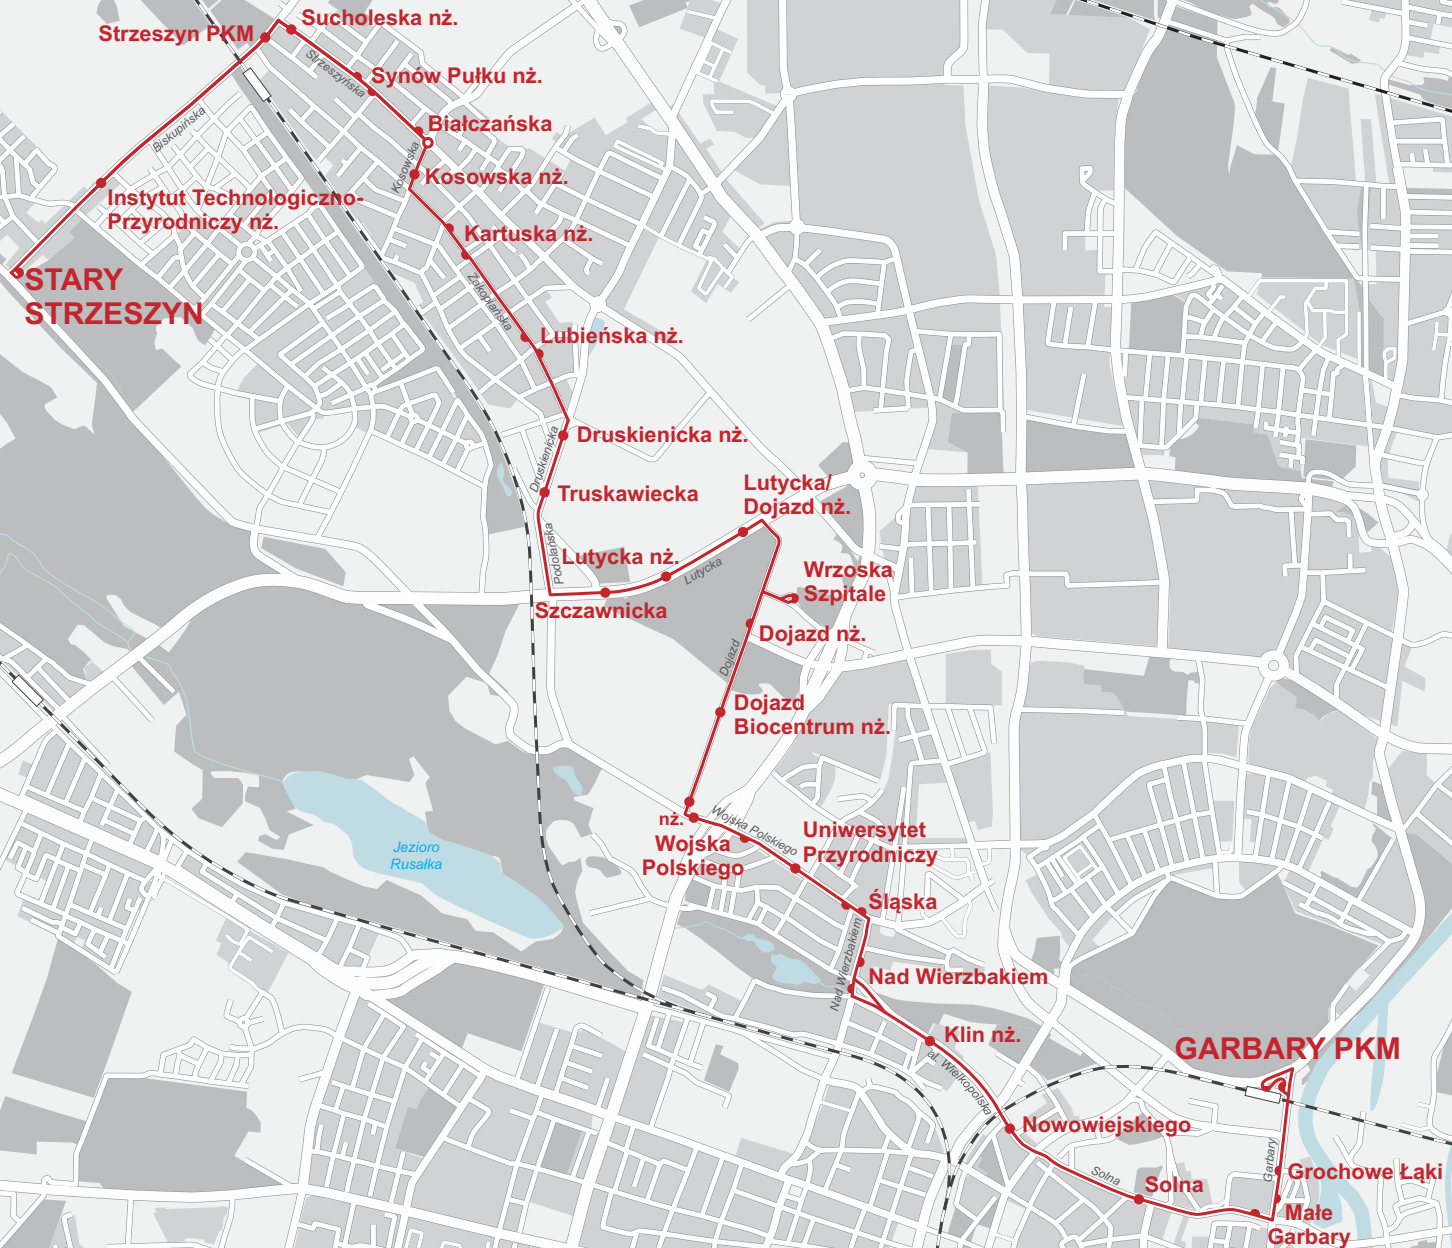 Sucholeska nż.
Strzeszyn PKM
Strzeszyńska
Synów Pułku nż.
Biskupińska
Białczańska
Kosowska
Kosowska nż.
Instytut Technologiczno-
Przyrodniczy nż.
Kartuska nż.
STARY
STRZESZYN
Zakopiańska
Lubieńska nż.
Druskienicka
Druskienicka nż.
Truskawiecka
Lutycka/
Dojazd nż.
Podolańska
Lutycka nż.
Lutycka
Wrzoska
Szpitale
Szczawnicka
Dojazd nż.
Dojazd
Dojazd
Biocentrum nż.
nż.
Wojska
Polskiego
Wojska Polskiego
Uniwersytet
Przyrodniczy
Jezioro
Rusałka
Śląska
Nad Wierzbakiem
Nad Wierzbakiem
Klin nż.
al. Wielkopolska
GARBARY PKM
Nowowiejskiego
Garbary
Grochowe Łąki
Solna
Solna
Małe
Garbary